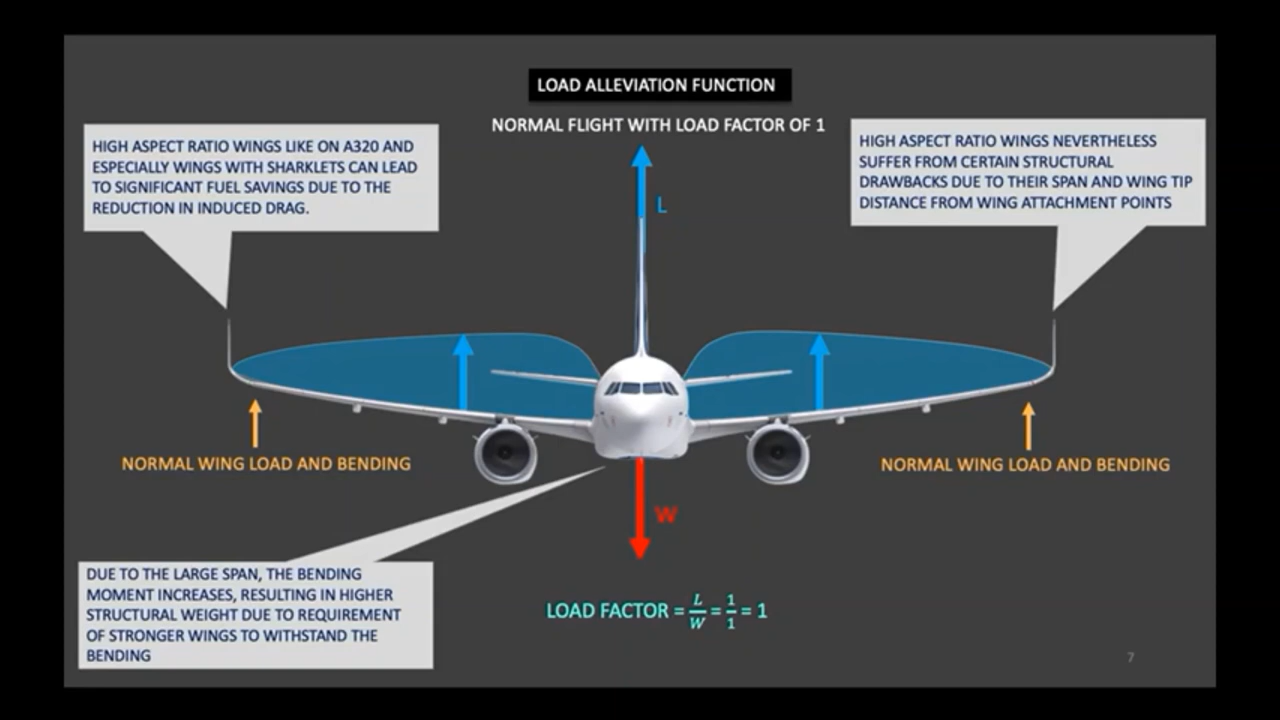 LOAD ALLEVIATION FUNCTION
NORMAL FLIGHT WITH LOAD FACTOR OF 1
HIGH ASPECT RATIO WINGS LIKE ON A320 AND
ESPECIALLY WINGS WITH SHARKLETS CAN LEAD
TO SIGNIFICANT FUEL SAVINGS DUE TO THE
REDUCTION IN INDUCED DRAG.
HIGH ASPECT RATIO WINGS NEVERTHELESS
SUFFER FROM CERTAIN STRUCTURAL
DRAWBACKS DUE TO THEIR SPAN AND WING TIP
DISTANCE FROM WING ATTACHMENT POINTS
L
NORMAL WING LOAD AND BENDING
NORMAL WING LOAD AND BENDING
W
DUE TO THE LARGE SPAN, THE BENDING
MOMENT INCREASES, RESULTING IN HIGHER
STRUCTURAL WEIGHT DUE TO REQUIREMENT
OF STRONGER WINGS TO WITHSTAND THE
BENDING
LOAD FACTOR = L/W = 1/1 = 1
7